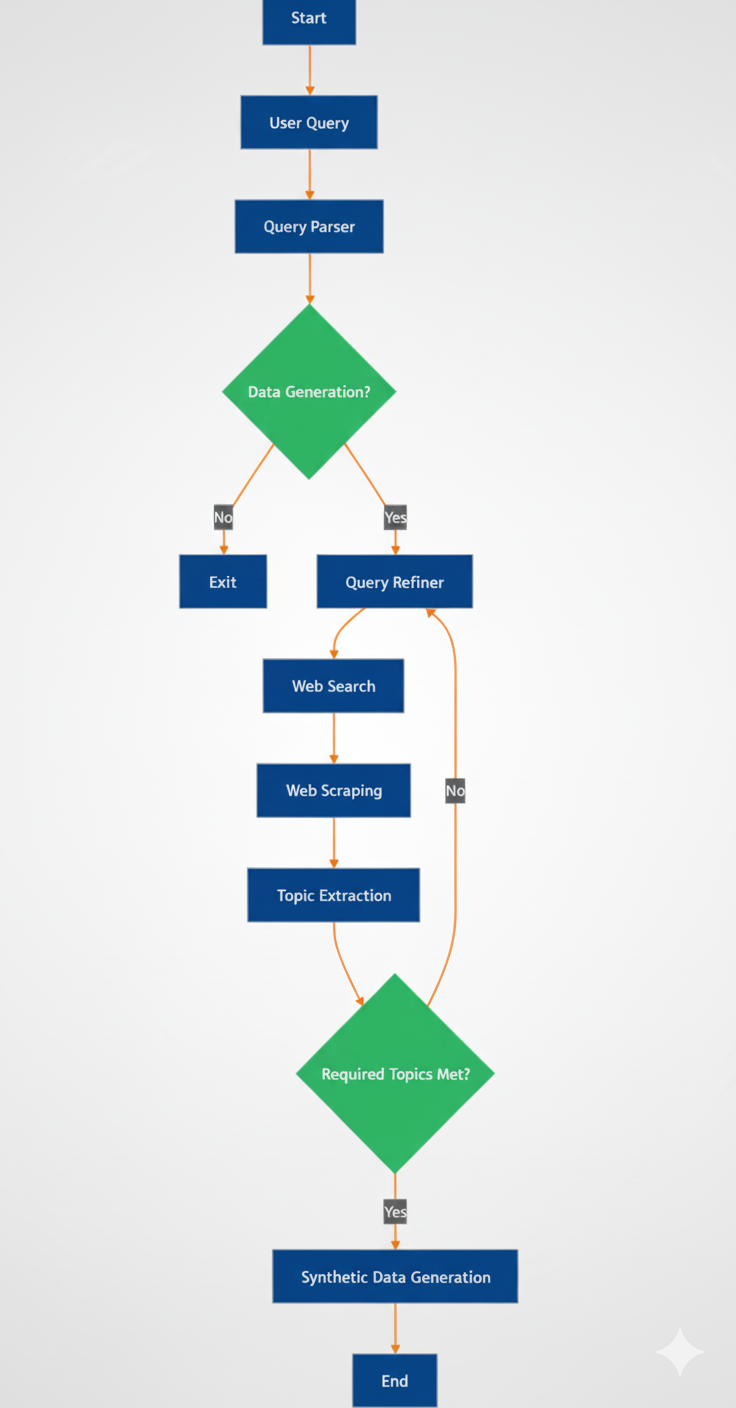 Start
User Query
Query Parser
Data Generation?
No
Yes
Exit
Query Refiner
Web Search
Web Scraping
No
Topic Extraction
Required Topics Met?
Yes
Synthetic Data Generation
End